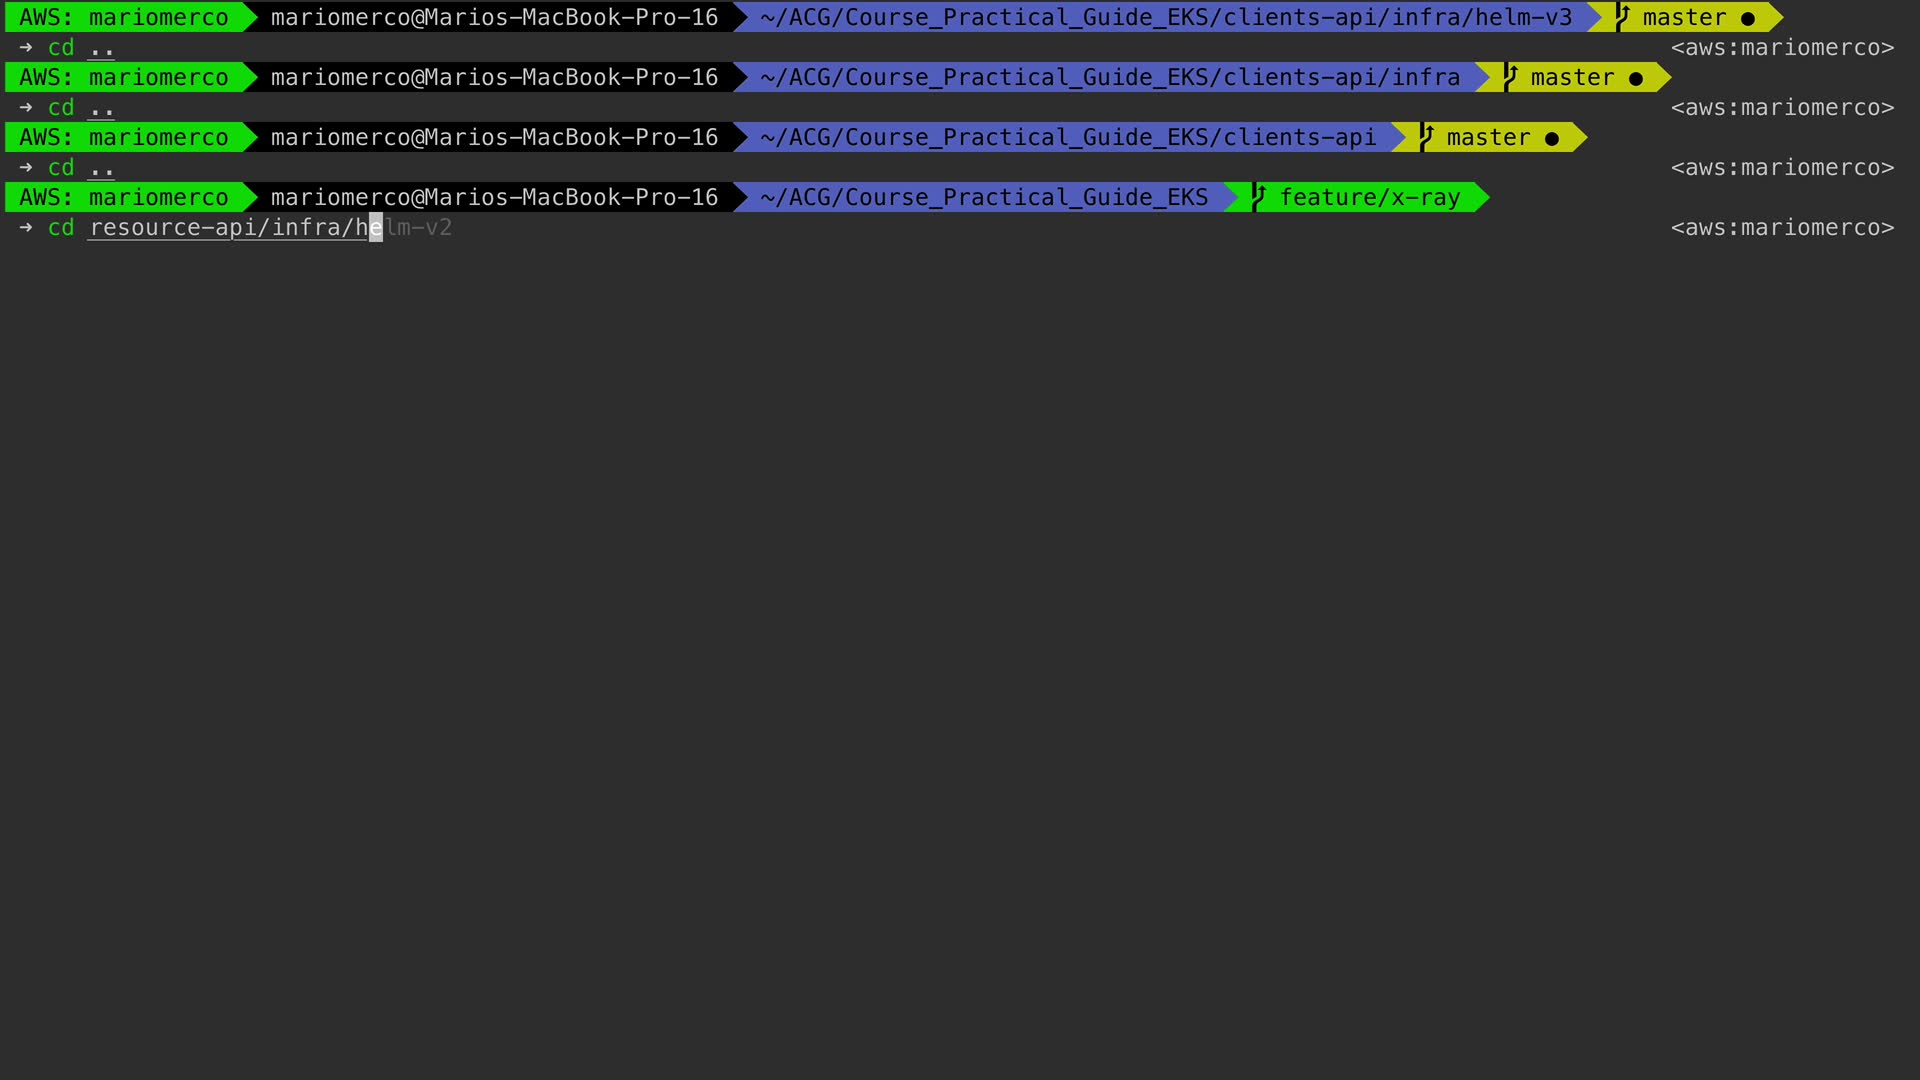 AWS: mariomerco mariomerco@Marios-MacBook-Pro-16 ~/ACG/Course_Practical_Guide_EKS/clients-api/infra/helm-v3 master ●
→ cd .. <aws:mariomerco>
AWS: mariomerco mariomerco@Marios-MacBook-Pro-16 ~/ACG/Course_Practical_Guide_EKS/clients-api/infra master ●
→ cd .. <aws:mariomerco>
AWS: mariomerco mariomerco@Marios-MacBook-Pro-16 ~/ACG/Course_Practical_Guide_EKS/clients-api master ●
→ cd .. <aws:mariomerco>
AWS: mariomerco mariomerco@Marios-MacBook-Pro-16 ~/ACG/Course_Practical_Guide_EKS feature/x-ray
→ cd resource-api/infra/helm-v2 <aws:mariomerco>